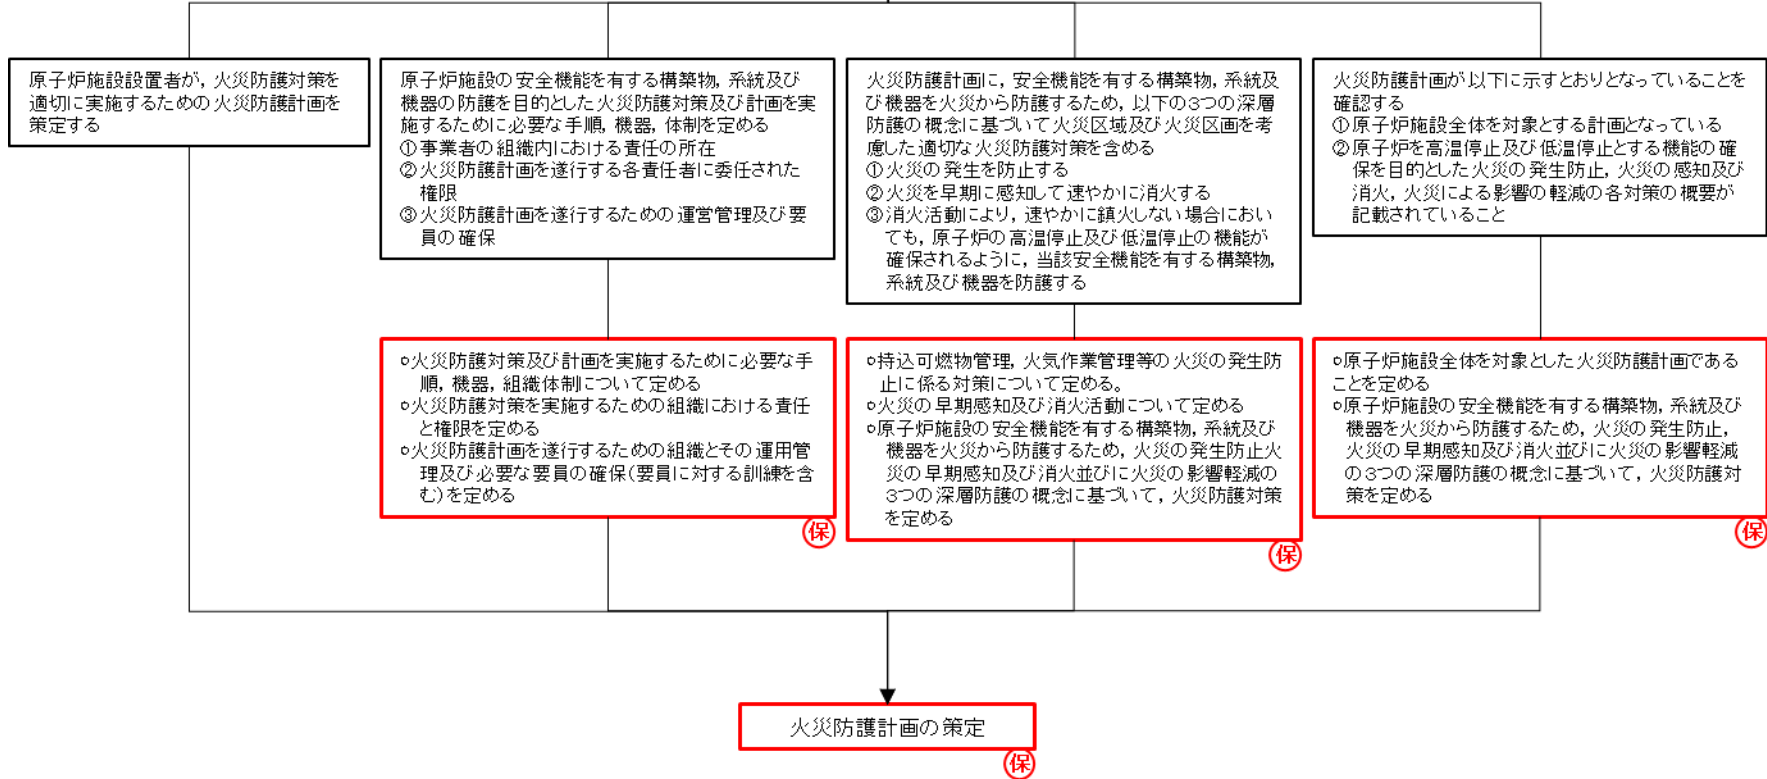 原子炉施設設置者が，火災防護対策を
適切に実施するための火災防護計画を
策定する
原子炉施設の安全機能を有する構築物，系統及び
機器の防護を目的とした火災防護対策及び計画を実
施するために必要な手順，機器，体制を定める
①事業者の組織内における責任の所在
②火災防護計画を遂行する各責任者に委任された
権限
③火災防護計画を遂行するための運営管理及び要
員の確保
火災防護計画に，安全機能を有する構築物，系統及
び機器を火災から防護するため，以下の3つの深層
防護の概念に基づいて火災区域及び火災区画を考
慮した適切な火災防護対策を含める
①火災の発生を防止する
②火災を早期に感知して速やかに消火する
③消火活動により，速やかに鎮火しない場合におい
ても，原子炉の高温停止及び低温停止の機能が
確保されるように，当該安全機能を有する構築物，
系統及び機器を防護する
火災防護計画が以下に示すとおりとなっていることを
確認する
①原子炉施設全体を対象とする計画となっている
②原子炉を高温停止及び低温停止とする機能の確
保を目的とした火災の発生防止，火災の感知及び
消火，火災による影響の軽減の各対策の概要が
記載されていること
○火災防護対策及び計画を実施するために必要な手
順，機器，組織体制について定める
○火災防護対策を実施するための組織における責任
と権限を定める
○火災防護計画を遂行するための組織とその運用管
理及び必要な要員の確保（要員に対する訓練を含
む）を定める
保
○持込可燃物管理，火気作業管理等の火災の発生防
止に係る対策について定める。
○火災の早期感知及び消火活動について定める
○原子炉施設の安全機能を有する構築物，系統及び
機器を火災から防護するため，火災の発生防止火
災の早期感知及び消火並びに火災の影響軽減の
3つの深層防護の概念に基づいて，火災防護対策
を定める
保
○原子炉施設全体を対象とした火災防護計画である
ことを定める
○原子炉施設の安全機能を有する構築物，系統及び
機器を火災から防護するため，火災の発生防止，
火災の早期感知及び消火並びに火災の影響軽減
の3つの深層防護の概念に基づいて，火災防護対
策を定める
保
火災防護計画の策定
保